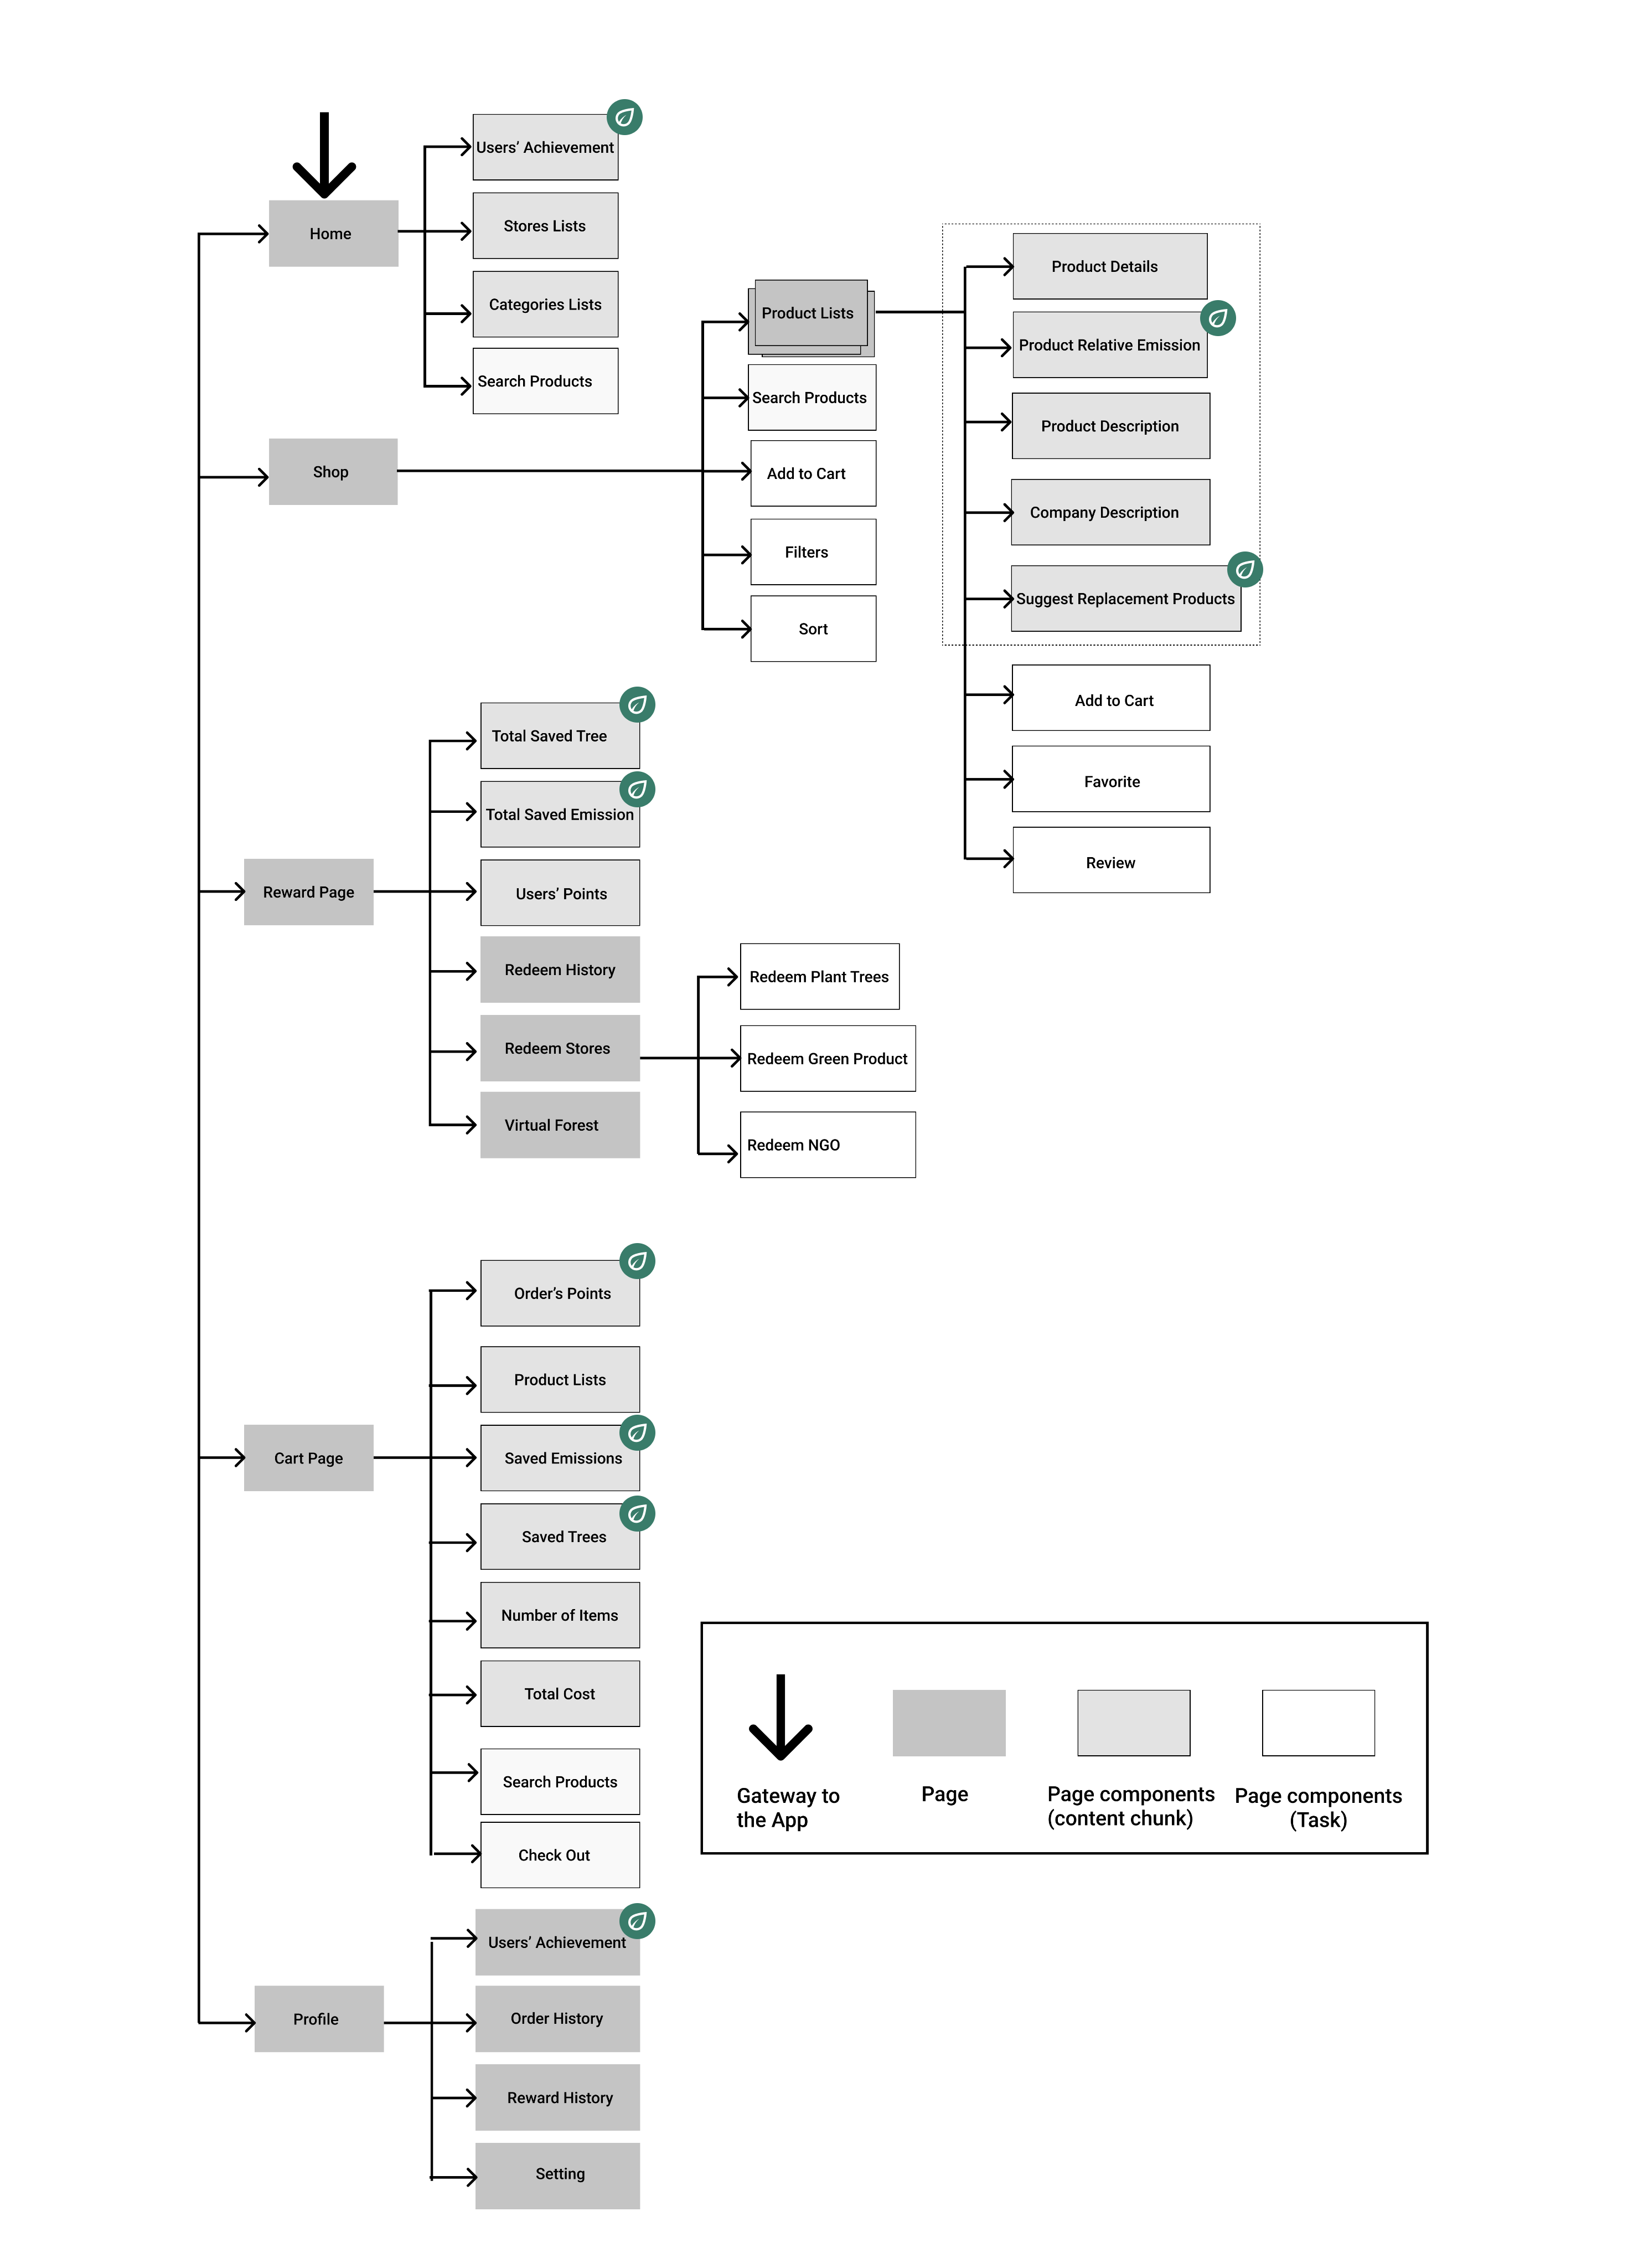 Home
Users’ Achievement
Stores Lists
Categories Lists
Search Products
Shop
Product Lists
Search Products
Add to Cart
Filters
Sort
Product Details
Product Relative Emission
Product Description
Company Description
Suggest Replacement Products
Add to Cart
Favorite
Review
Reward Page
Total Saved Tree
Total Saved Emission
Users’ Points
Redeem History
Redeem Stores
Virtual Forest
Redeem Plant Trees
Redeem Green Product
Redeem NGO
Cart Page
Order’s Points
Product Lists
Saved Emissions
Saved Trees
Number of Items
Total Cost
Search Products
Check Out
Profile
Users’ Achievement
Order History
Reward History
Setting
Gateway to
the App
Page
Page components
(content chunk)
Page components
(Task)